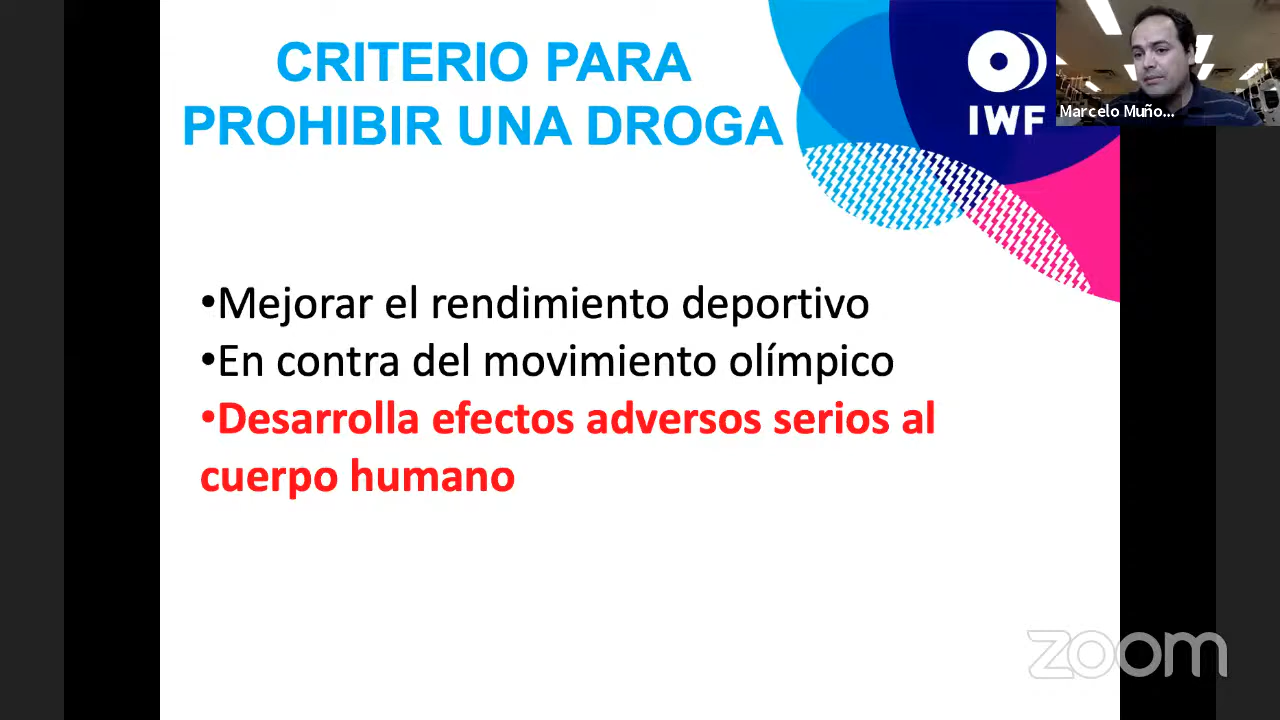 CRITERIO PARA
PROHIBIR UNA DROGA
IWF
Marcelo Muño...
•Mejorar el rendimiento deportivo
•En contra del movimiento olímpico
•Desarrolla efectos adversos serios al
cuerpo humano
zoom